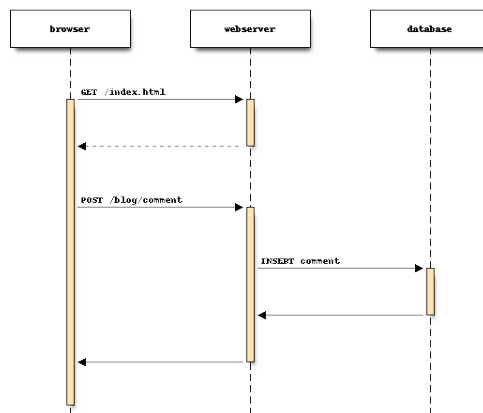 browser
webserver
database
GET /index.html
POST /blog/comment
INSERT comment